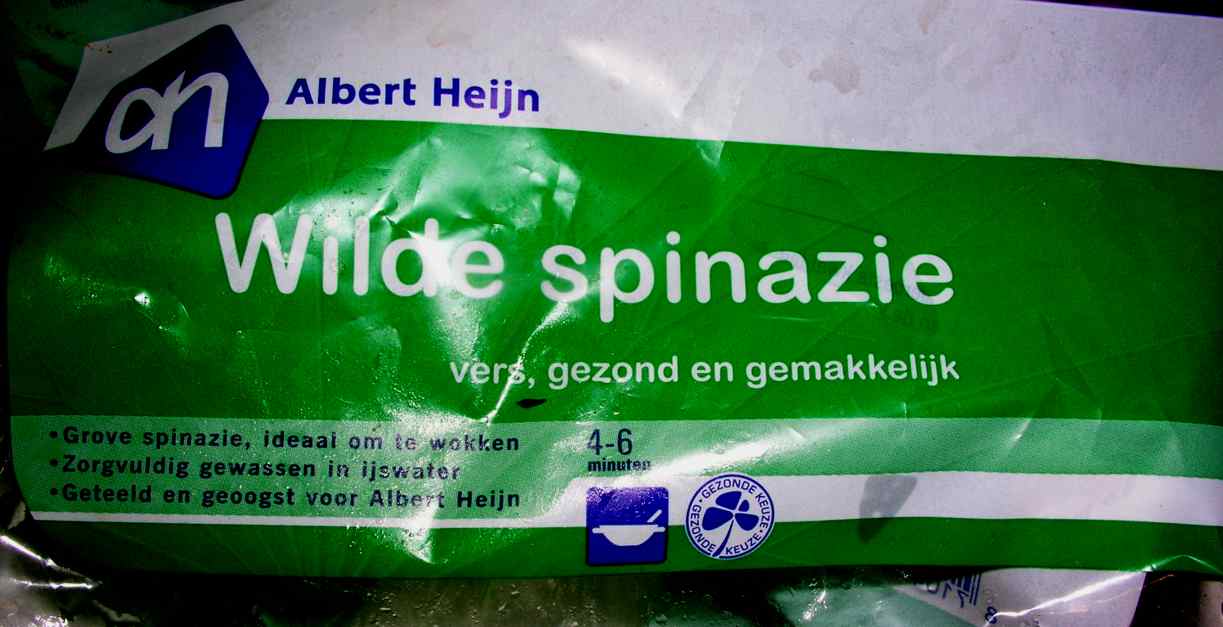 ah
Albert Heijn
Wilde spinazie
vers, gezond en gemakkelijk
•Grove spinazie, ideaal om te wokken
•Zorgvuldig gewassen in ijswater
•Geteeld en geoogst voor Albert Heijn
4-6
minuten
GEZONDE KEUZE
GEZONDE KEUZE